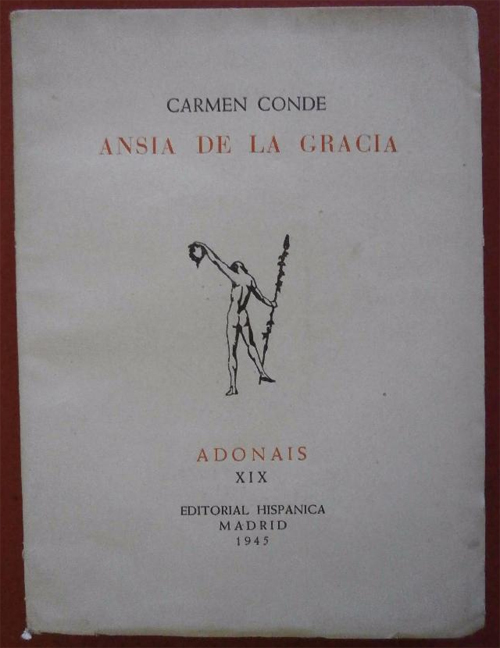 CARMEN CONDE
ANSIA DE LA GRACIA
ADONAIS
XIX
EDITORIAL HISPANICA
MADRID
1945